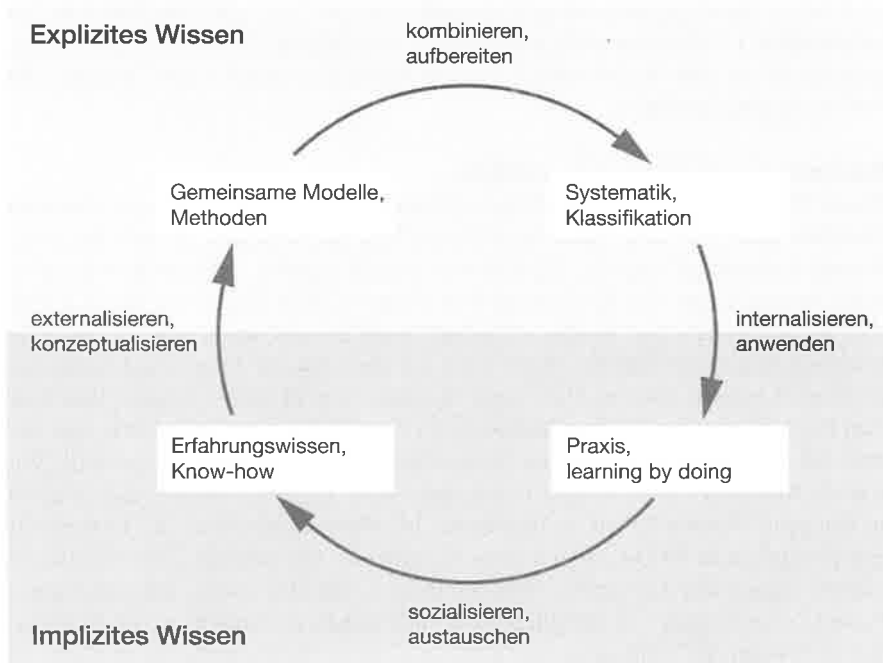 Explizites Wissen
kombinieren,
aufbereiten
Gemeinsame Modelle,
Methoden
Systematik,
Klassifikation
externalisieren,
konzeptualisieren
internalisieren,
anwenden
Erfahrungswissen,
Know-how
Praxis,
learning by doing
sozialisieren,
austauschen
Implizites Wissen